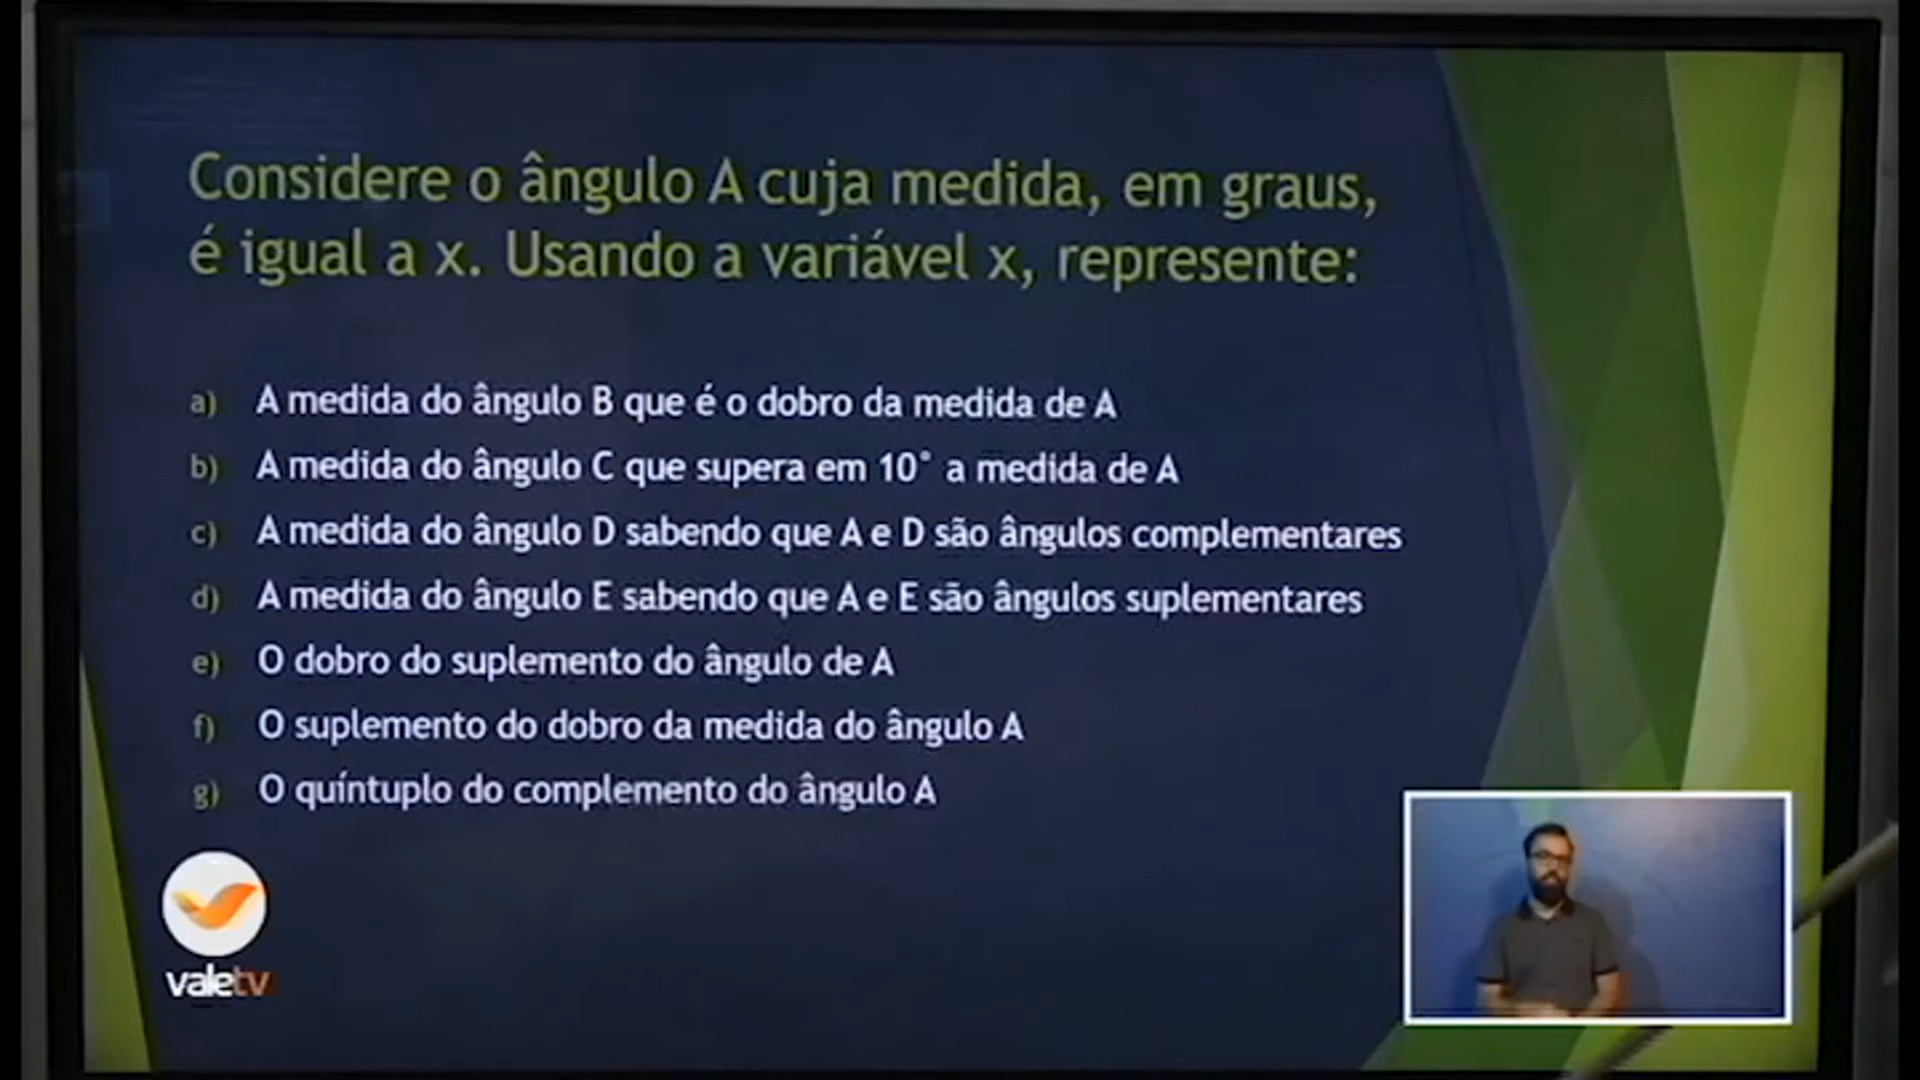 Considere o ângulo A cuja medida, em graus,
é igual a x. Usando a variável x, represente:
a) A medida do ângulo B que é o dobro da medida de A
b) A medida do ângulo C que supera em 10° a medida de A
c) A medida do ângulo D sabendo que A e D são ângulos complementares
d) A medida do ângulo E sabendo que A e E são ângulos suplementares
e) O dobro do suplemento do ângulo de A
f) O suplemento do dobro da medida do ângulo A
g) O quíntuplo do complemento do ângulo A
valetv